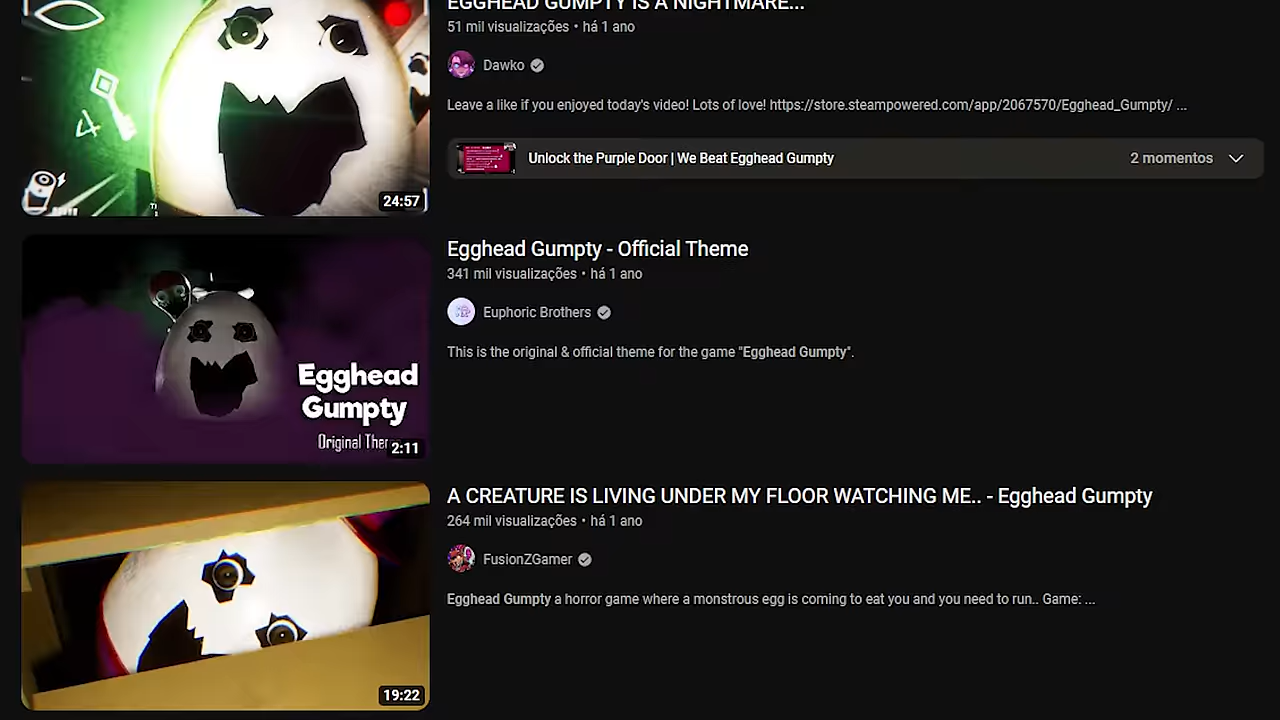 EGGHEAD GUMPTY IS A NIGHTMARE...
51 mil visualizações • há 1 ano
Dawko
Leave a like if you enjoyed today's video! Lots of love! https://store.steampowered.com/app/2067570/Egghead_Gumpty/ ...
Unlock the Purple Door | We Beat Egghead Gumpty
2 momentos
24:57
Egghead Gumpty - Official Theme
341 mil visualizações • há 1 ano
Euphoric Brothers
This is the original & official theme for the game "Egghead Gumpty".
Egghead
Gumpty
Original
2:11
A CREATURE IS LIVING UNDER MY FLOOR WATCHING ME.. - Egghead Gumpty
264 mil visualizações • há 1 ano
FusionZGamer
Egghead Gumpty a horror game where a monstrous egg is coming to eat you and you need to run.. Game: ...
19:22